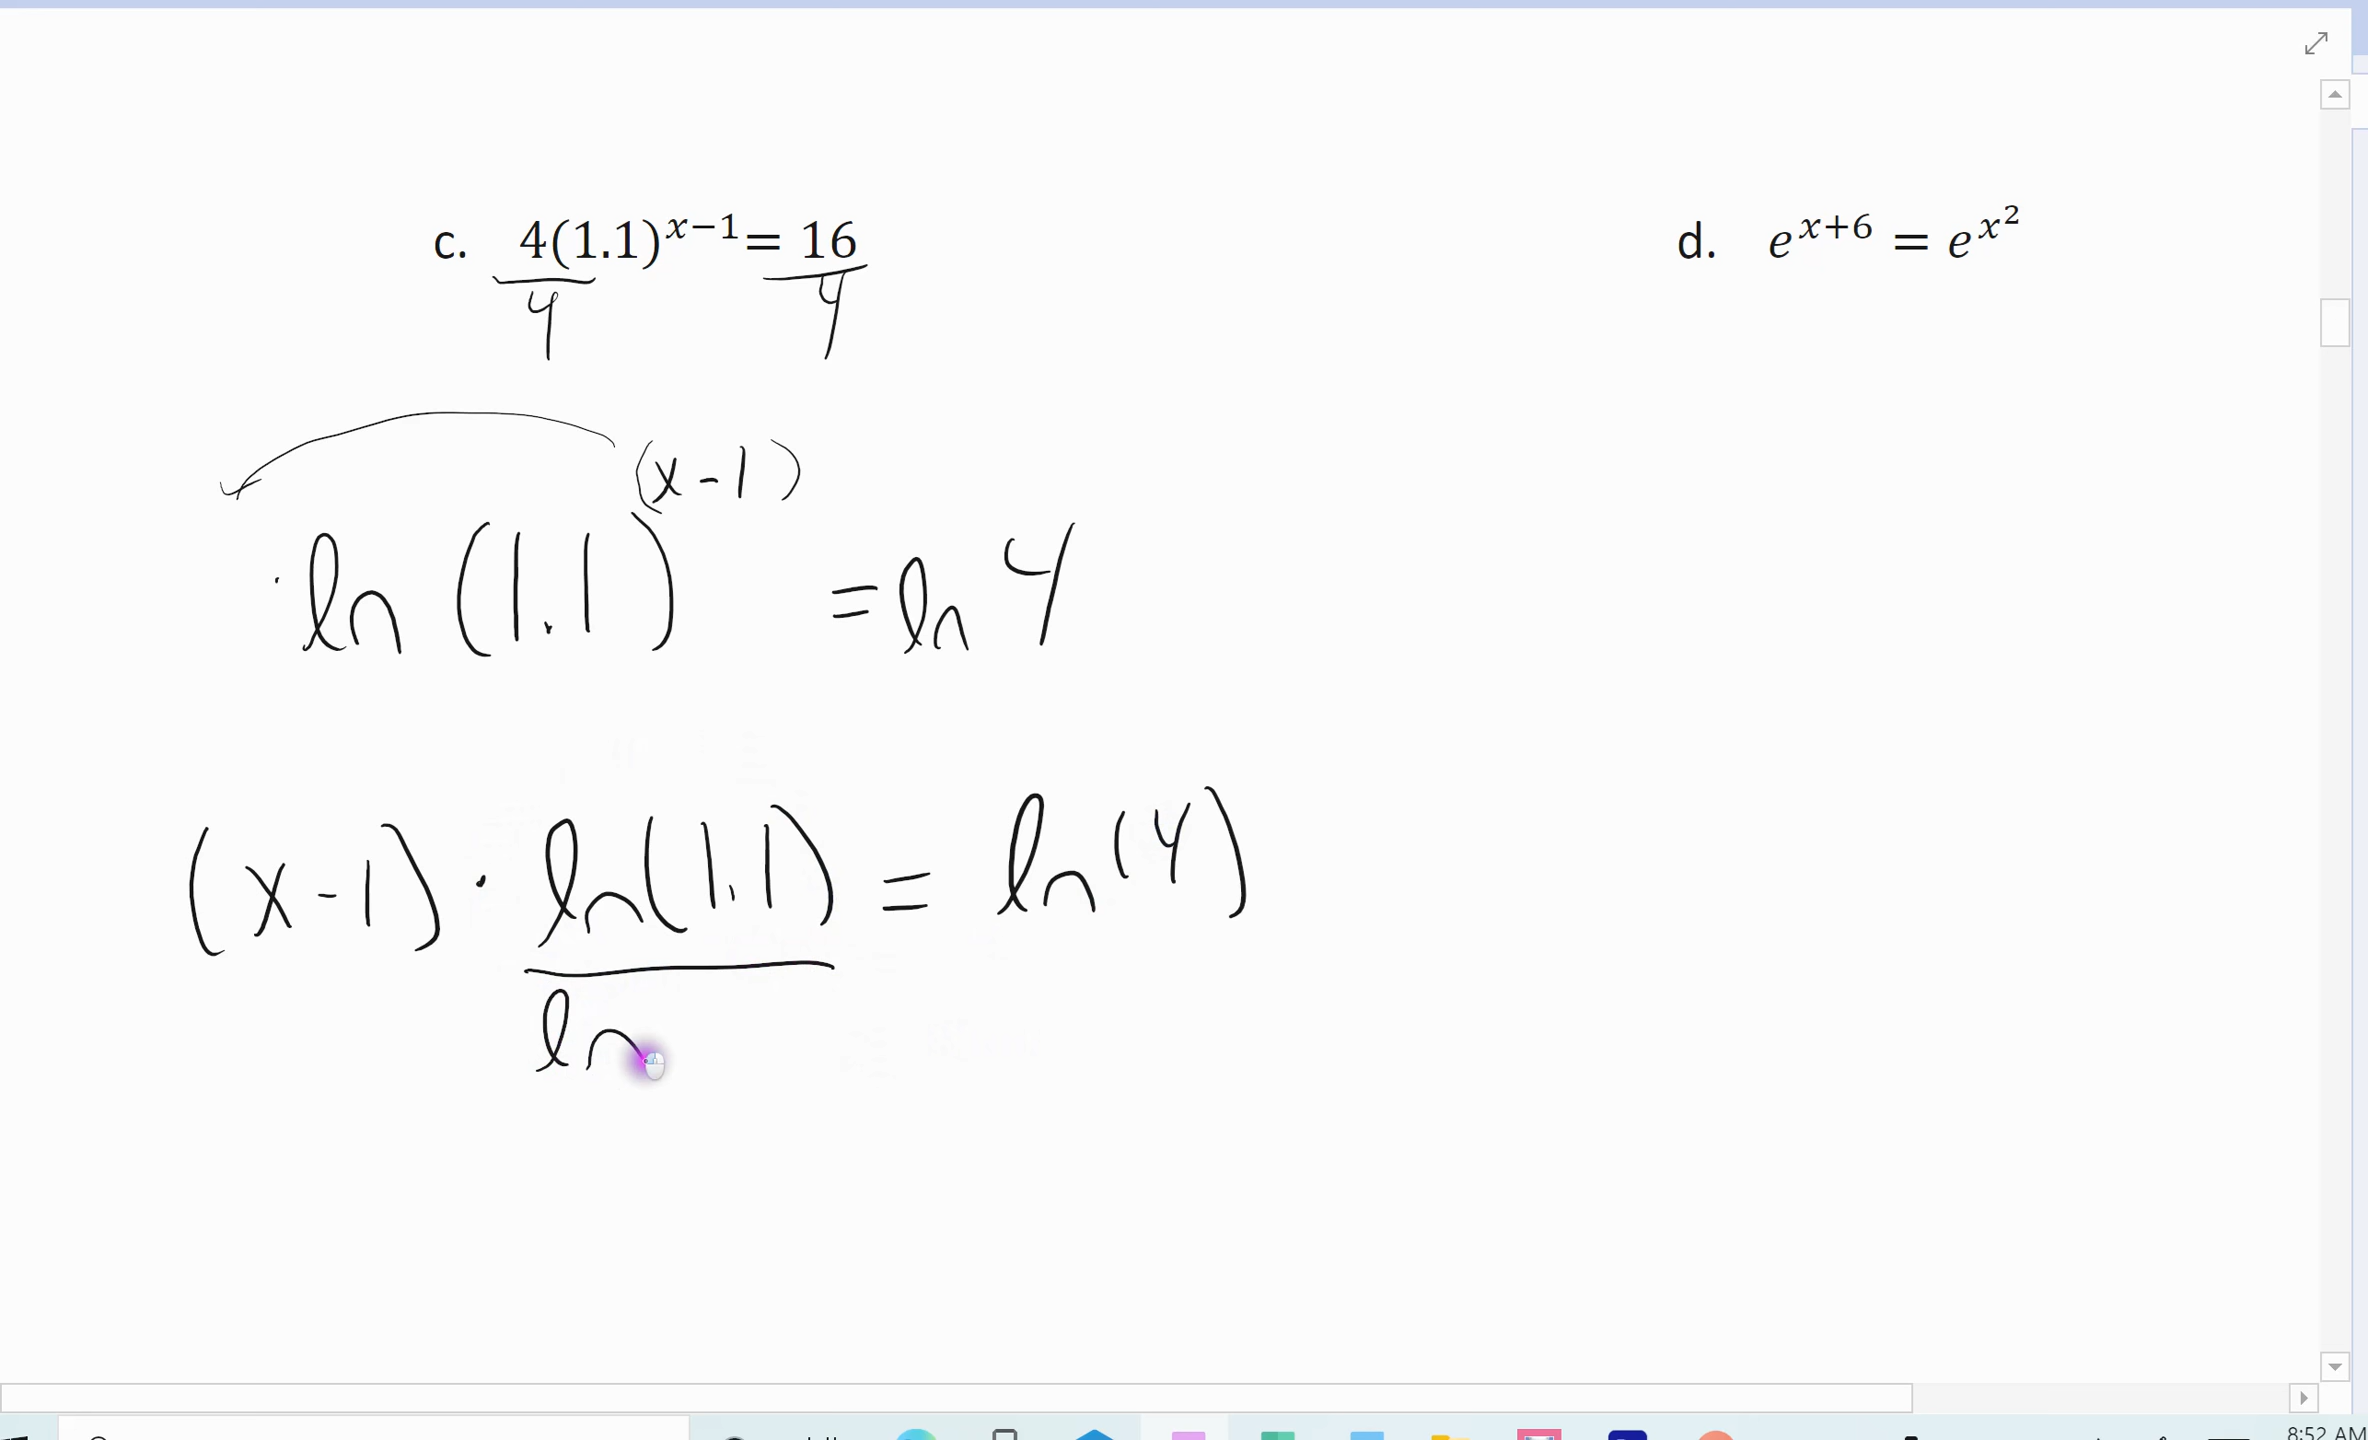 c. 4(1.1)^{x−1}= 16
4 4
d. e^{x+6} = e^{x^2}
(x-1)
· ln (1.1) = ln 4
(x-1) · ln(1.1) = ln(4)
ln
8:52 AM